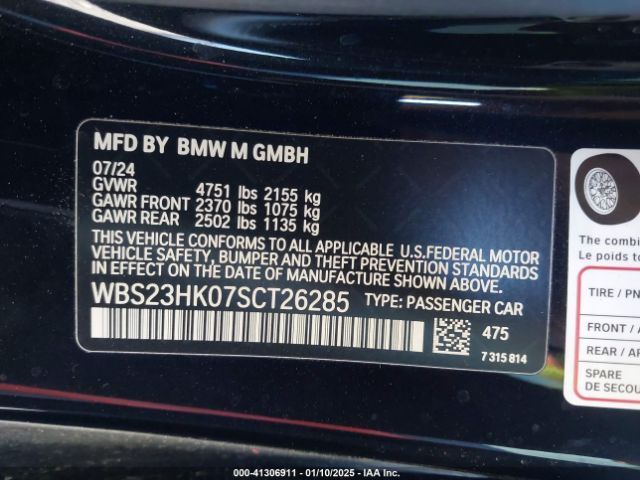 MFD BY BMW M GMBH
07/24
GVWR 4751 lbs 2155 kg
GAWR FRONT 2370 lbs 1075 kg
GAWR REAR 2502 lbs 1135 kg
THIS VEHICLE CONFORMS TO ALL APPLICABLE U.S.FEDERAL MOTOR
VEHICLE SAFETY, BUMPER AND THEFT PREVENTION STANDARDS
IN EFFECT ON THE DATE OF MANUFACTURE SHOWN ABOVE.
WBS23HK07SCT26285 TYPE: PASSENGER CAR
475
7 315 814
The combin
Le poids to
TIRE / PN
FRONT / A
REAR / AR
SPARE
DE SECOU
000-41306911 - 01/10/2025 - IAA Inc.